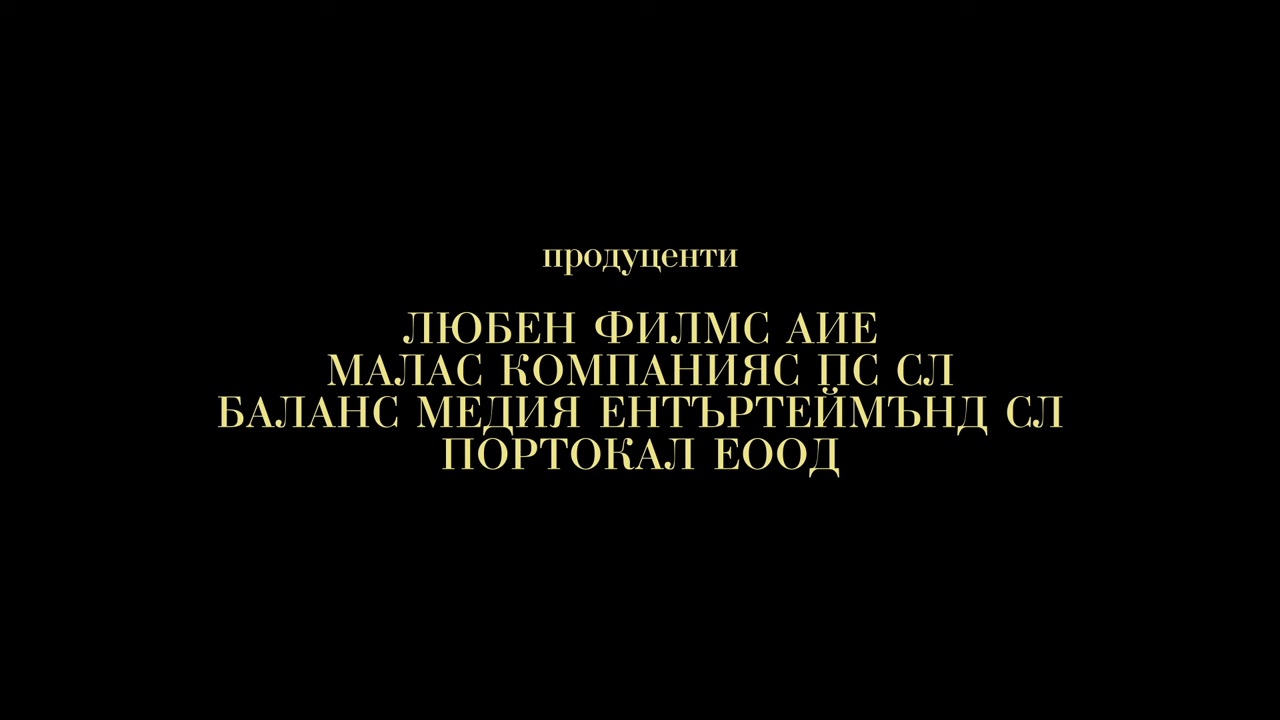 продуценти
ЛЮБЕН ФИЛМС АИЕ
МАЛАС КОМПАНИЯС ПС СЛ
БАЛАНС МЕДИЯ ЕНТЪРТЕЙМЪНД СЛ
ПОРТОКАЛ ЕООД